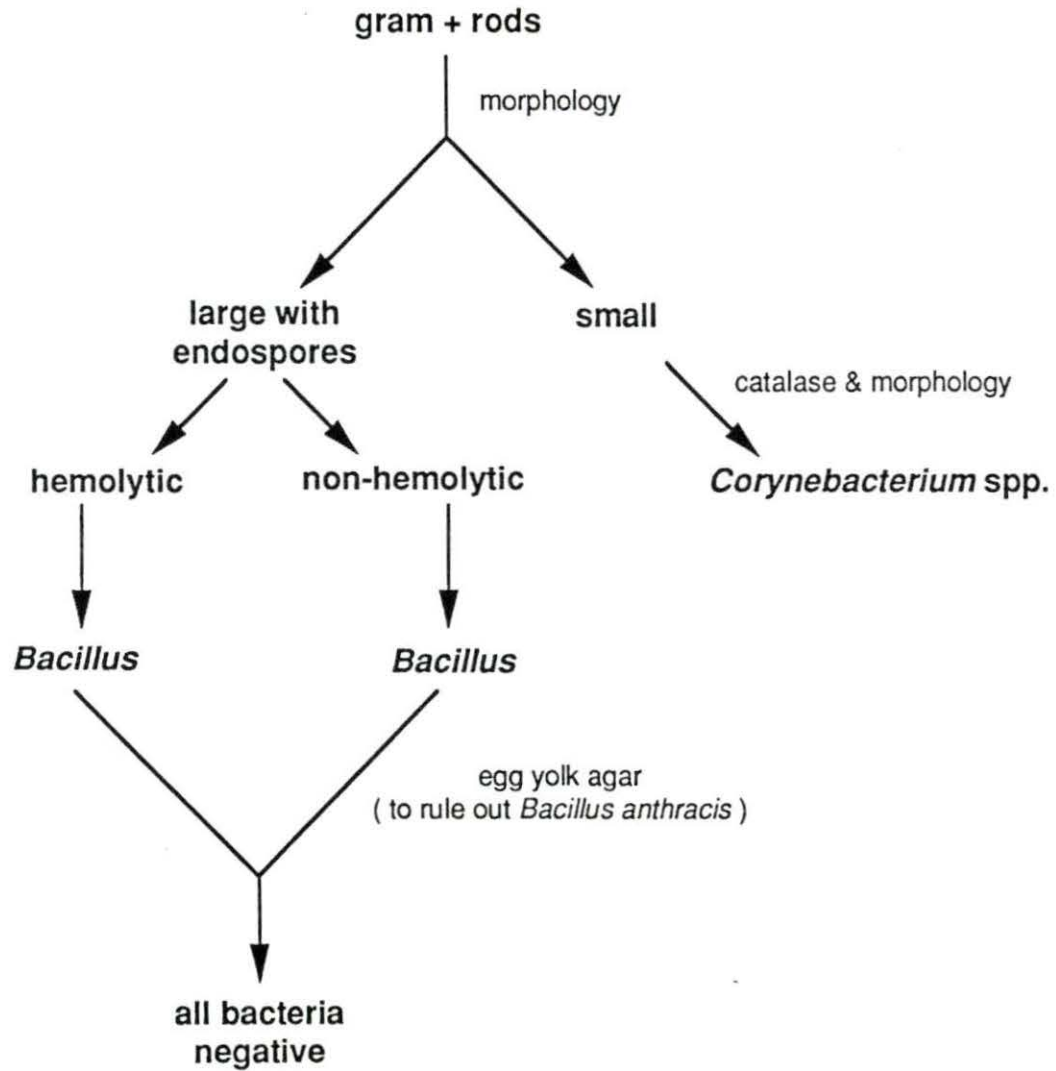 gram + rods
morphology
large with
endospores
small
catalase & morphology
hemolytic
non-hemolytic
Corynebacterium spp.
Bacillus
Bacillus
egg yolk agar
( to rule out Bacillus anthracis )
all bacteria
negative